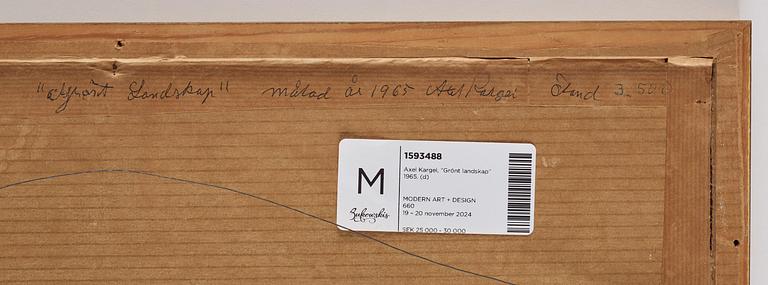 "Grönt Landskap" målad år 1965 Axel Kargel Öland 3.500
M
Bukowskis
1593488
Axel Kargel, "Grönt landskap"
1965. (d)
MODERN ART + DESIGN
660
19 - 20 november 2024
SEK 25 000 - 30 000